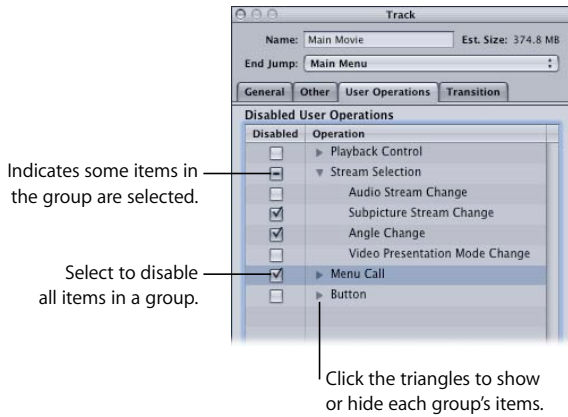 Track
Name: Main Movie Est. Size: 374.8 MB
End Jump: Main Menu
General Other User Operations Transition
Disabled User Operations
Disabled Operation
Playback Control
Indicates some items in
the group are selected.
Stream Selection
Audio Stream Change
Subpicture Stream Change
Angle Change
Video Presentation Mode Change
Select to disable
all items in a group.
Menu Call
Button
Click the triangles to show
or hide each group's items.